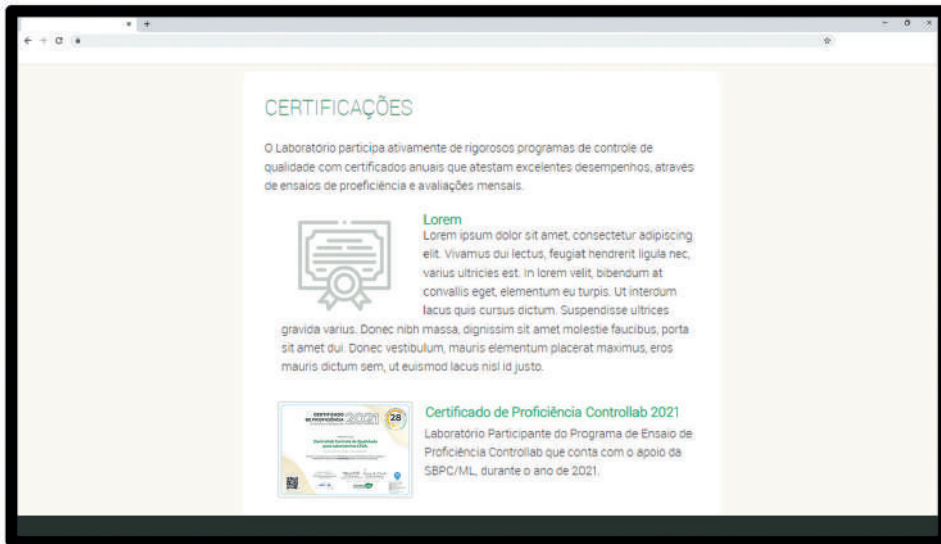 CERTIFICAÇÕES
O Laboratório participa ativamente de rigorosos programas de controle de
qualidade com certificados anuais que atestam excelentes desempenhos, através
de ensaios de proeficiência e avaliações mensais.
Lorem
Lorem ipsum dolor sit amet, consectetur adipiscing
elit. Vivamus dui lectus, feugiat hendrerit ligula nec,
varius ultricies est. In lorem velit, bibendum at
convallis eget, elementum eu turpis. Ut interdum
lacus quis cursus dictum. Suspendisse ultrices
gravida varius. Donec nibh massa, dignissim sit amet molestie faucibus, porta
sit amet dui. Donec vestibulum, mauris elementum placerat maximus, eros
mauris dictum sem, ut euismod lacus nisl id justo.
CERTIFICADO
DE PROFICIÊNCIA
2021
28
Certificado de Proficiência Controllab 2021
Laboratório Participante do Programa de Ensaio de
Proficiência Controllab que conta com o apoio da
SBPC/ML, durante o ano de 2021.